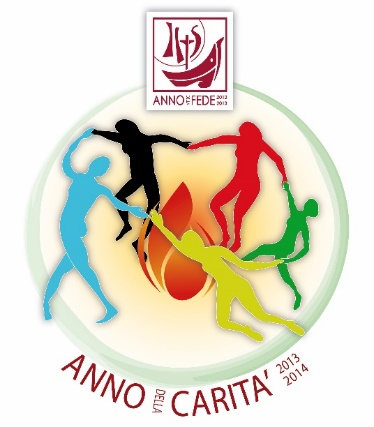 ANNO DELLA FEDE 2012 2013
ANNO DELLA CARITA' 2013 2014